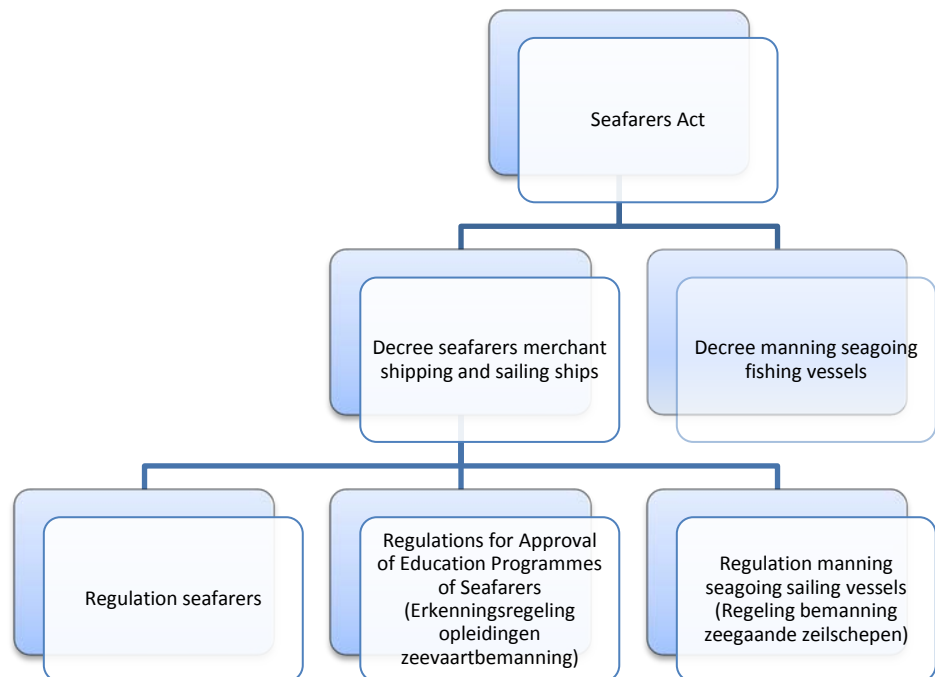 Seafarers Act
Decree seafarers merchant
shipping and sailing ships
Decree manning seagoing
fishing vessels
Regulation seafarers
Regulations for Approval
of Education Programmes
of Seafarers
(Erkenningsregeling
opleidingen
zeevaartbemanning)
Regulation manning
seagoing sailing vessels
(Regeling bemanning
zeegaande zeilschepen)